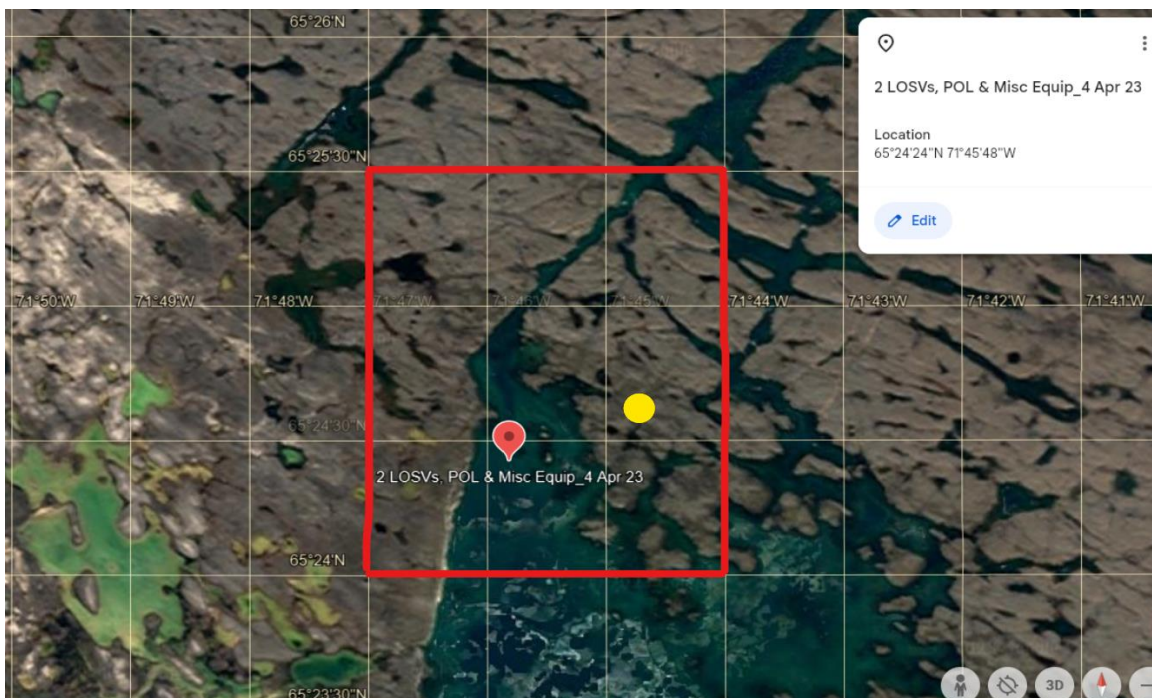 65°26'N
2 LOSVs, POL & Misc Equip_4 Apr 23
Location
65°24'24"N 71°45'48"W
Edit
65°25'30"N
71°50'W 71°49'W 71°48'W 71°47'W 71°46'W 71°45'W 71°44'W 71°43'W 71°42'W 71°41'W
65°24'30"N
2 LOSVs, POL & Misc Equip_4 Apr 23
65°24'N
65°23'30"N
3D